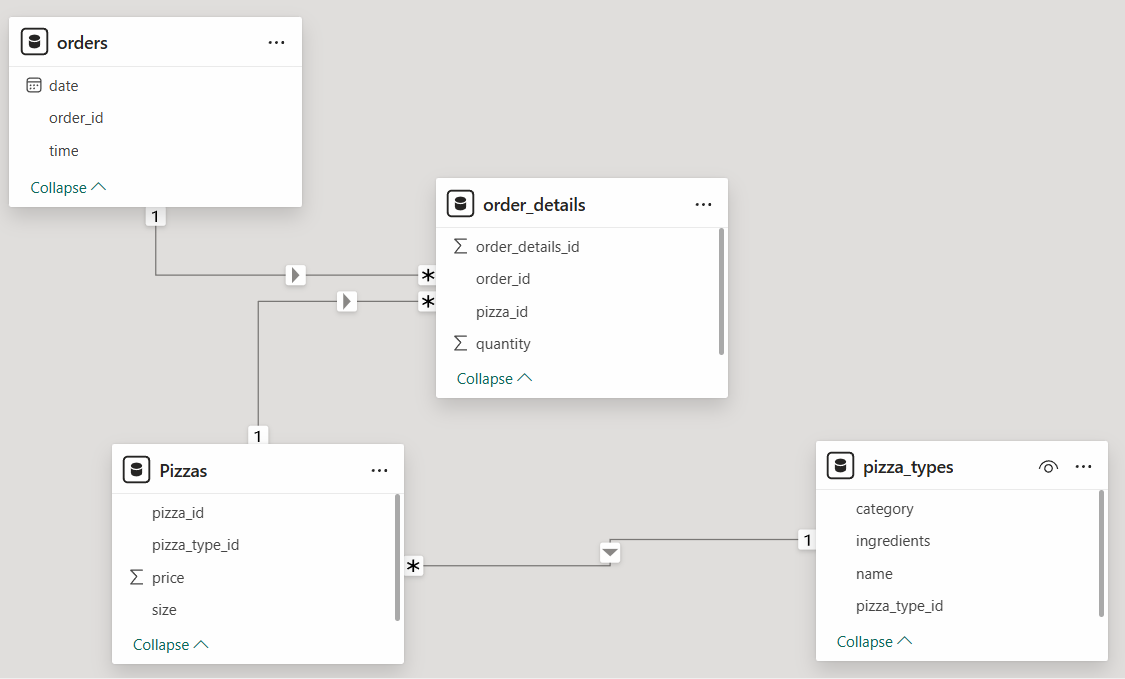 orders
date
order_id
time
Collapse
1
order_details
order_details_id
order_id
pizza_id
quantity
Collapse
*
*
1
Pizzas
pizza_id
pizza_type_id
price
size
Collapse
*
1
pizza_types
category
ingredients
name
pizza_type_id
Collapse